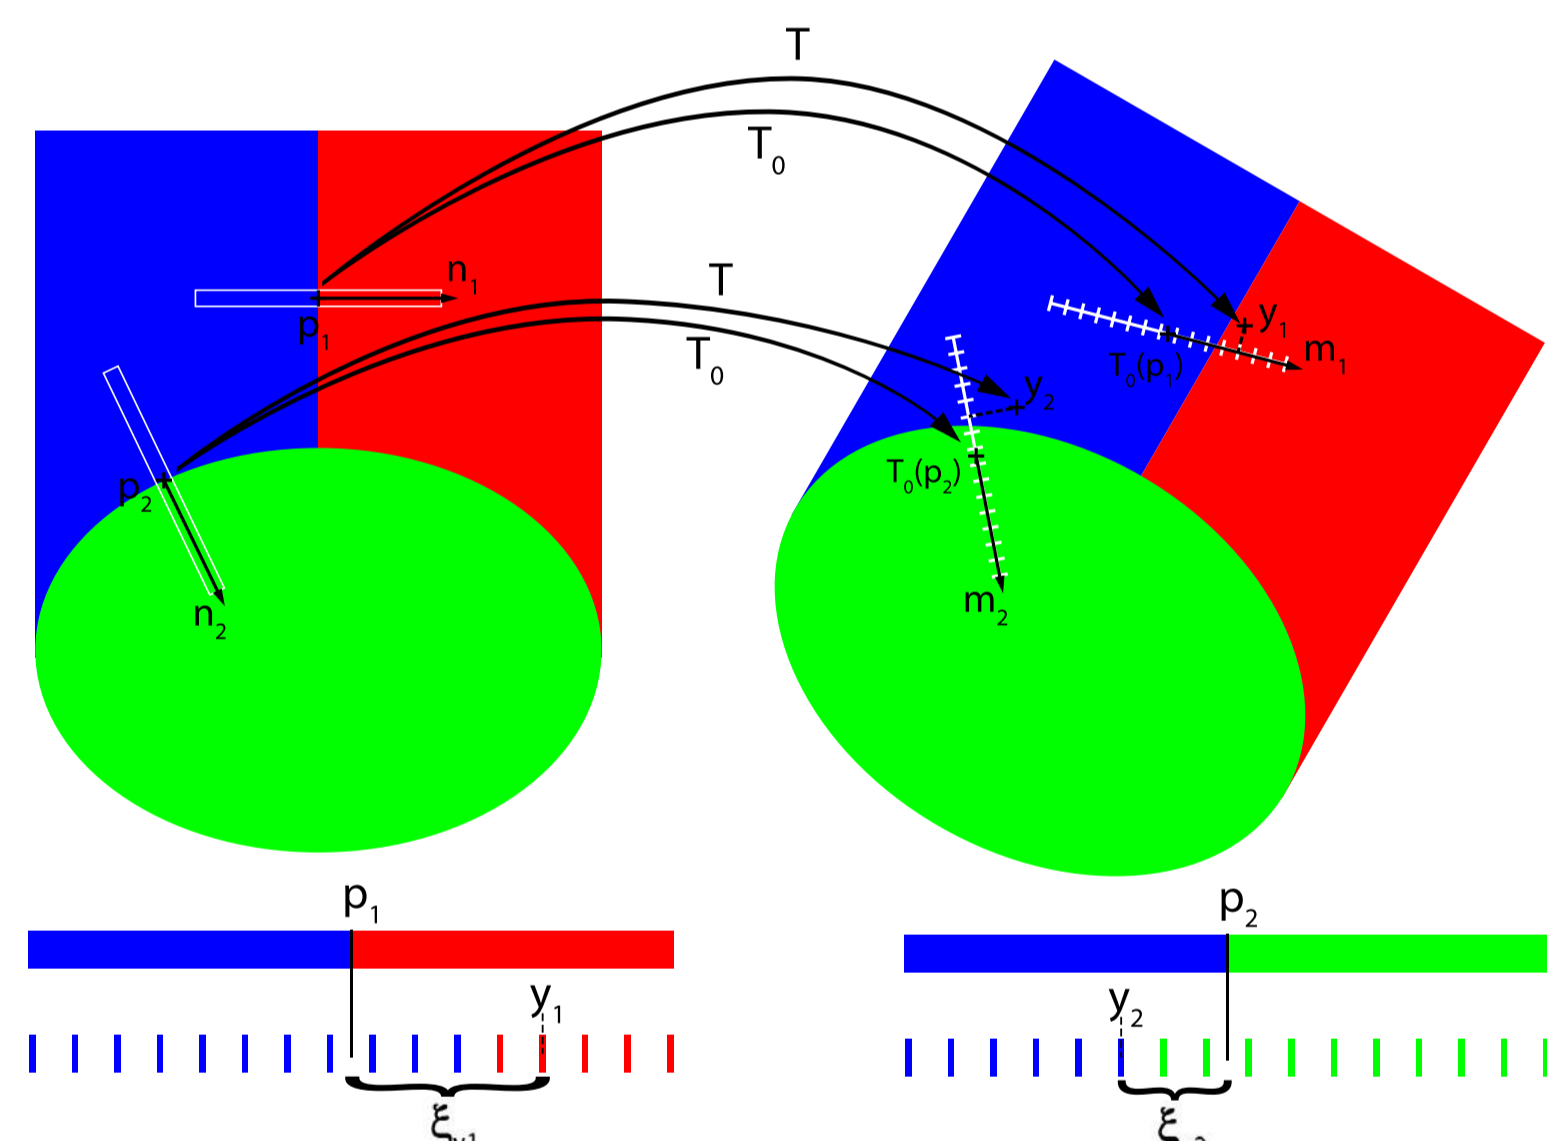 T
T₀
n₁
p₁
T
T₀
y₁
m₁
T₀(p₁)
y₂
T₀(p₂)
p₂
n₂
m₂
p₁
p₂
y₁
y₂
ξ
ξ